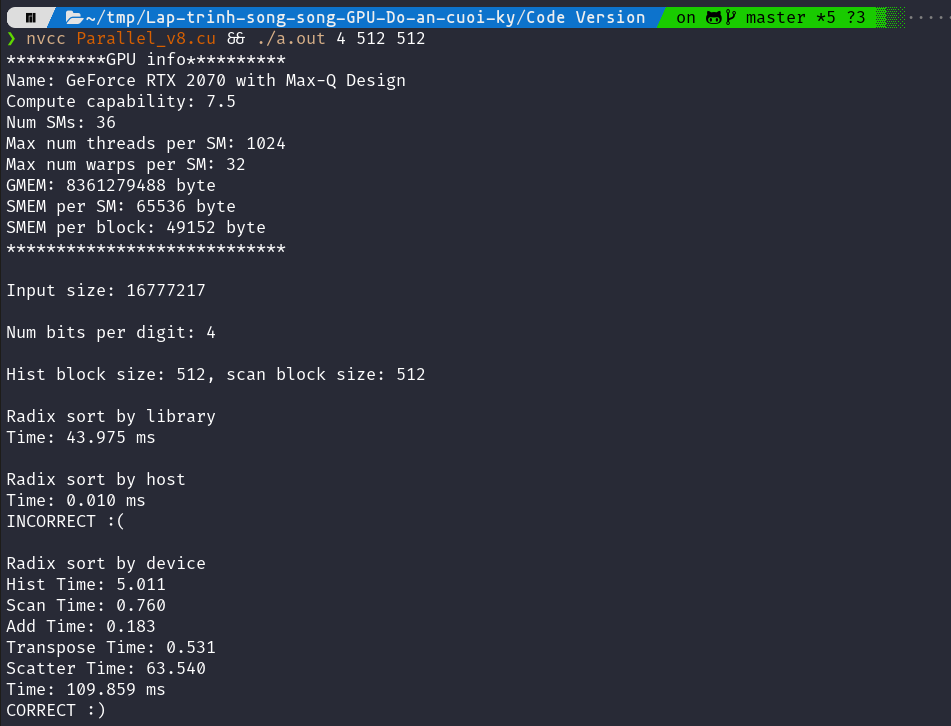 ~/tmp/Lap-trinh-song-song-GPU-Do-an-cuoi-ky/Code Version on master *5 ?3
❯ nvcc Parallel_v8.cu && ./a.out 4 512 512
**********GPU info**********
Name: GeForce RTX 2070 with Max-Q Design
Compute capability: 7.5
Num SMs: 36
Max num threads per SM: 1024
Max num warps per SM: 32
GMEM: 8361279488 byte
SMEM per SM: 65536 byte
SMEM per block: 49152 byte
****************************
Input size: 16777217
Num bits per digit: 4
Hist block size: 512, scan block size: 512
Radix sort by library
Time: 43.975 ms
Radix sort by host
Time: 0.010 ms
INCORRECT :(
Radix sort by device
Hist Time: 5.011
Scan Time: 0.760
Add Time: 0.183
Transpose Time: 0.531
Scatter Time: 63.540
Time: 109.859 ms
CORRECT :)